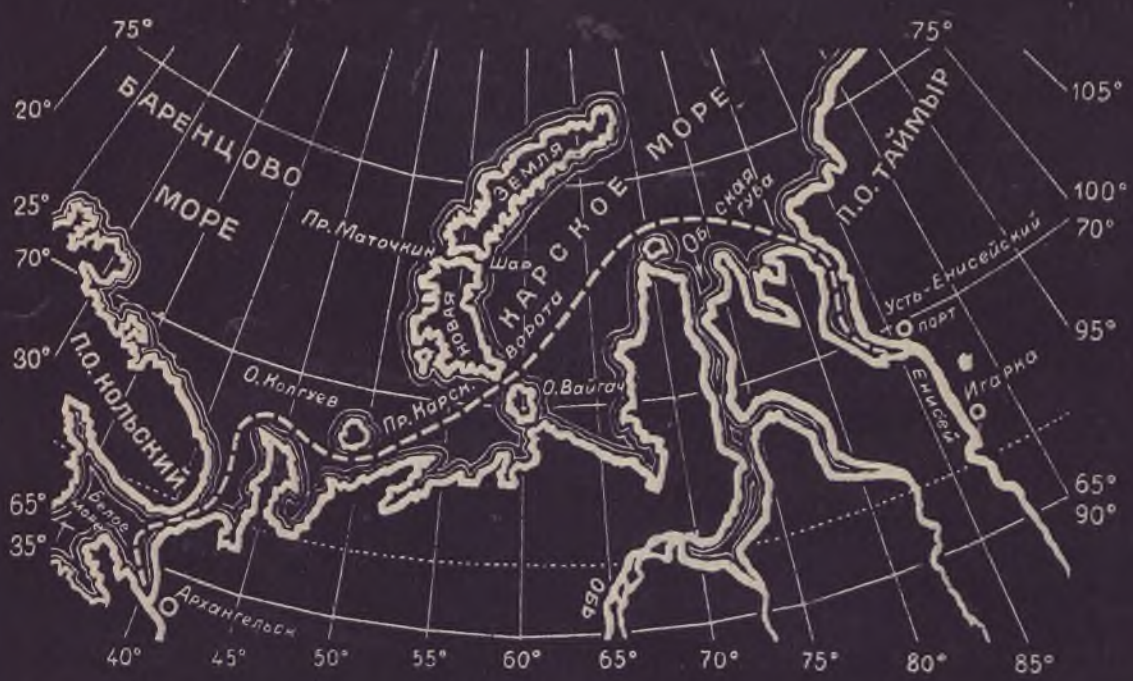 75°
75°
20°
105°
БАРЕНЦОВО
МОРЕ
25°
70°
30°
ЗЕМЛЯ
НОВАЯ
Пр. Маточкин
Шар
КАРСКОЕ МОРЕ
Обская губа
П.О. ТАЙМЫР
100°
70°
95°
Усть-Енисейский
порт
Енисей
Игарка
П.О. КОЛЬСКИЙ
О. Колгуев
Пр. Карск. Ворота
О. Вайгач
65°
35°
Белое
море
65°
90°
Архангельск
40° 45° 50° 55° 60° 65° 70° 75° 80° 85°